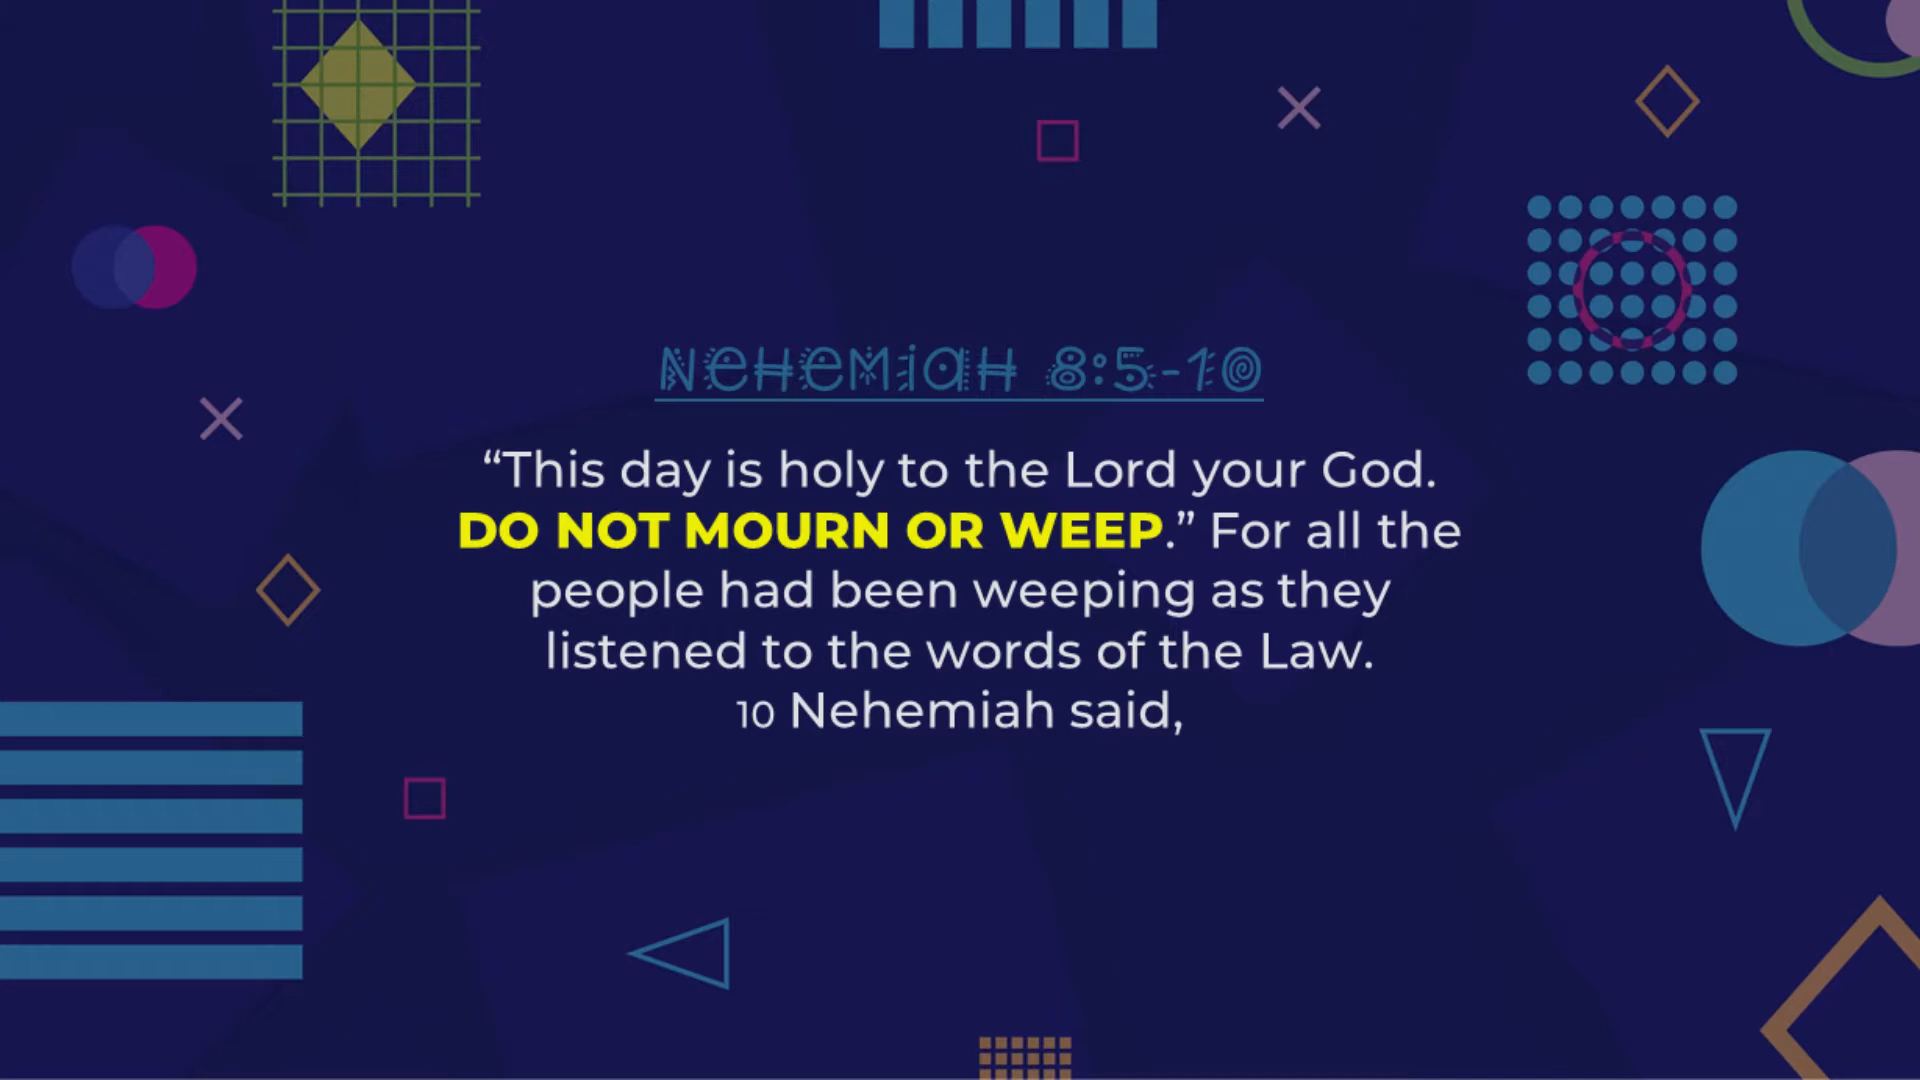 Nehemiah 8:5-10
“This day is holy to the Lord your God.
DO NOT MOURN OR WEEP.” For all the
people had been weeping as they
listened to the words of the Law.
10 Nehemiah said,